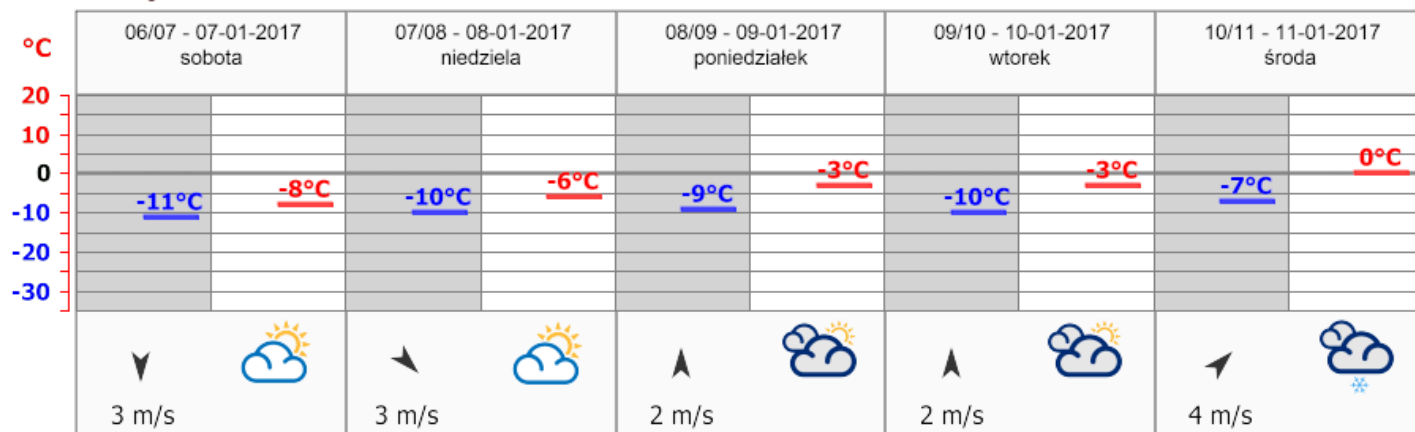 06/07 - 07-01-2017 07/08 - 08-01-2017 08/09 - 09-01-2017 09/10 - 10-01-2017 10/11 - 11-01-2017
°C sobota niedziela poniedziałek wtorek środa
20
10
0
-10
-20
-30
-11°C -8°C -10°C -6°C -9°C -3°C -10°C -3°C -7°C 0°C
3 m/s 3 m/s 2 m/s 2 m/s 4 m/s